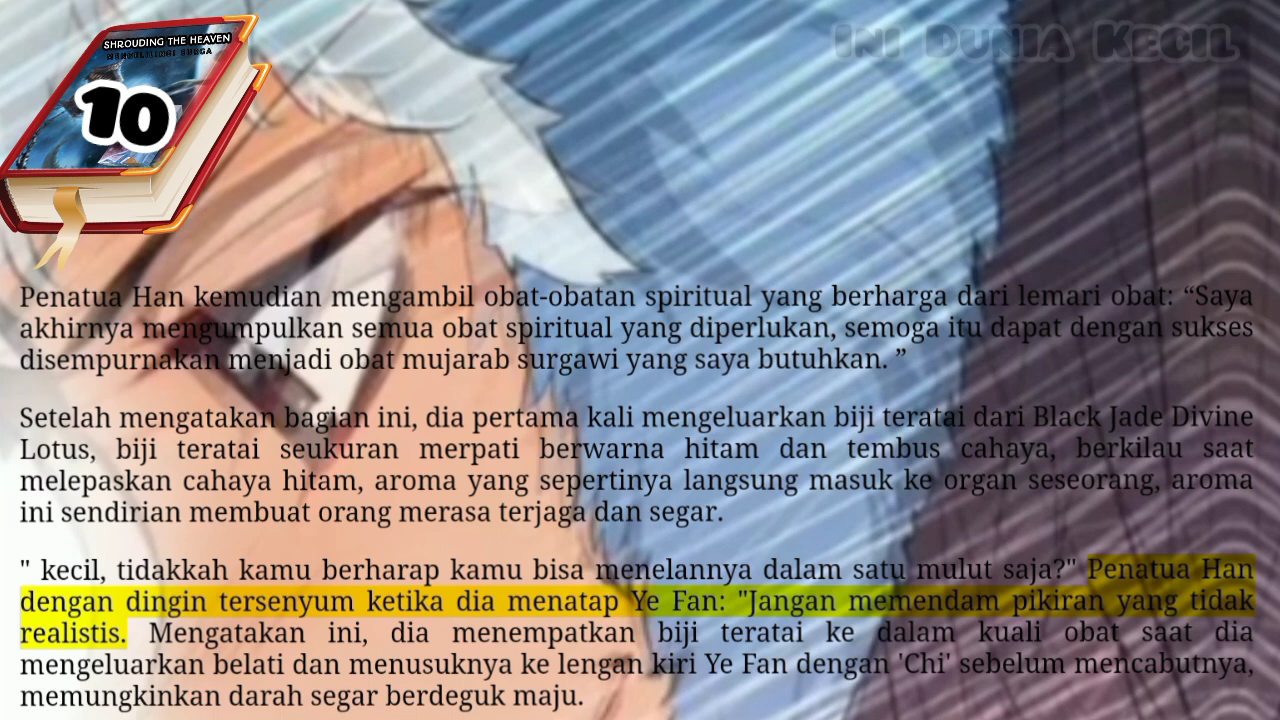 INI DUNIA KECIL
SHROUDING THE HEAVEN
10
Penatua Han kemudian mengambil obat-obatan spiritual yang berharga dari lemari obat: “Saya
akhirnya mengumpulkan semua obat spiritual yang diperlukan, semoga itu dapat dengan sukses
disempurnakan menjadi obat mujarab surgawi yang saya butuhkan. ”
Setelah mengatakan bagian ini, dia pertama kali mengeluarkan biji teratai dari Black Jade Divine
Lotus, biji teratai seukuran merpati berwarna hitam dan tembus cahaya, berkilau saat
melepaskan cahaya hitam, aroma yang sepertinya langsung masuk ke organ seseorang, aroma
ini sendirian membuat orang merasa terjaga dan segar.
" kecil, tidakkah kamu berharap kamu bisa menelannya dalam satu mulut saja?" Penatua Han
dengan dingin tersenyum ketika dia menatap Ye Fan: "Jangan memendam pikiran yang tidak
realistis. Mengatakan ini, dia menempatkan biji teratai ke dalam kuali obat saat dia
mengeluarkan belati dan menusuknya ke lengan kiri Ye Fan dengan 'Chi' sebelum mencabutnya,
memungkinkan darah segar berdeguk maju.